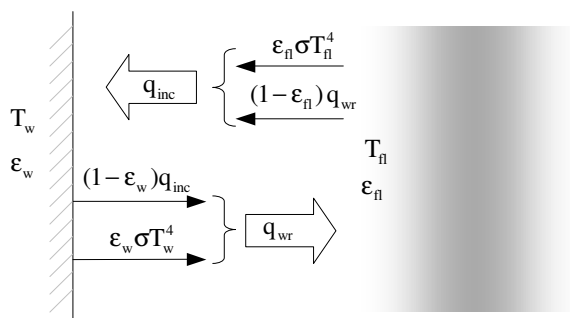 ε_fl σT_fl^4
q_inc
(1−ε_fl) q_wr
T_w
ε_w
T_fl
ε_fl
(1−ε_w)q_inc
q_wr
ε_w σT_w^4